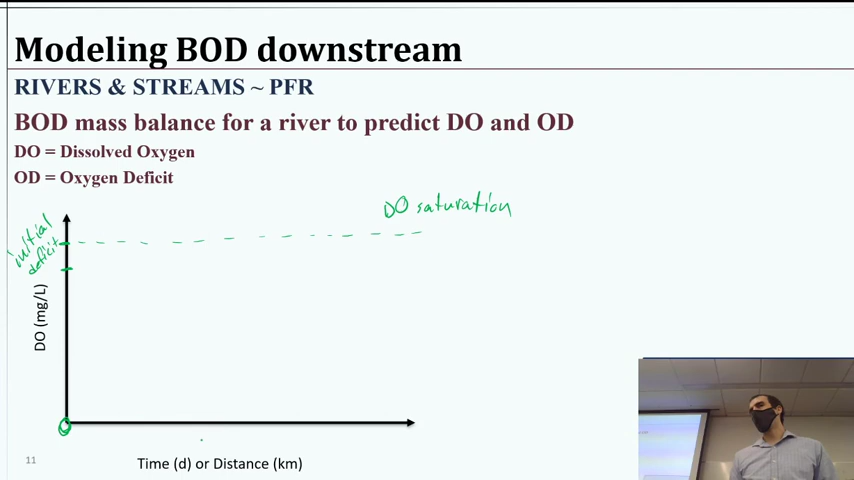 Modeling BOD downstream
RIVERS & STREAMS ~ PFR
BOD mass balance for a river to predict DO and OD
DO = Dissolved Oxygen
OD = Oxygen Deficit
DO saturation
initial
deficit
DO (mg/L)
Time (d) or Distance (km)
11